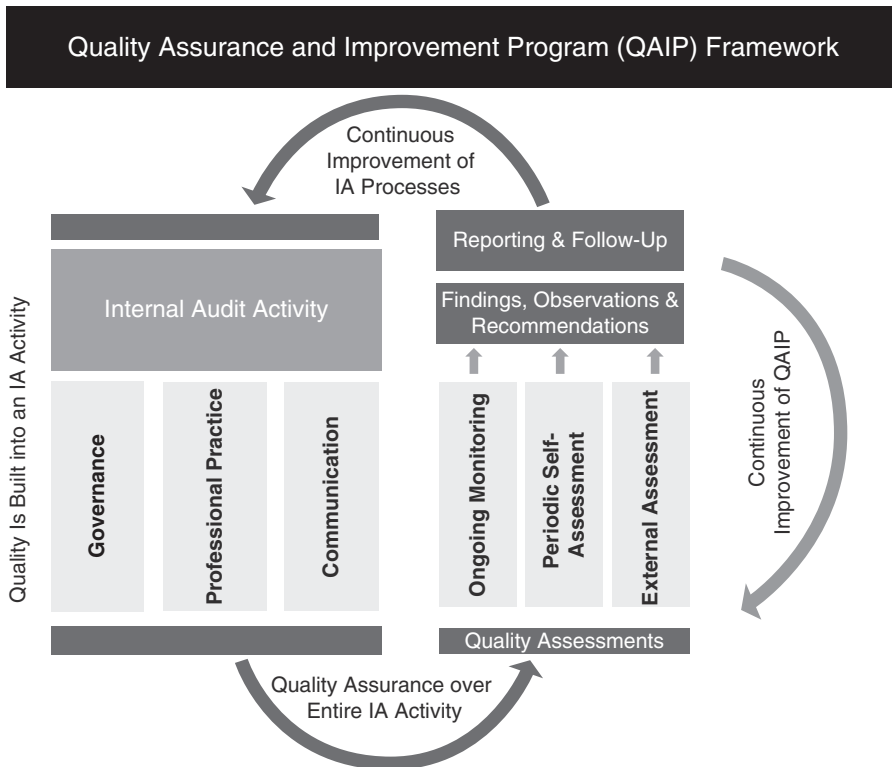 Quality Assurance and Improvement Program (QAIP) Framework
Continuous
Improvement of
IA Processes
Quality Is Built into an IA Activity
Internal Audit Activity
Governance
Professional Practice
Communication
Reporting & Follow-Up
Findings, Observations &
Recommendations
Ongoing Monitoring
Periodic Self-
Assessment
External Assessment
Quality Assessments
Continuous
Improvement of QAIP
Quality Assurance over
Entire IA Activity